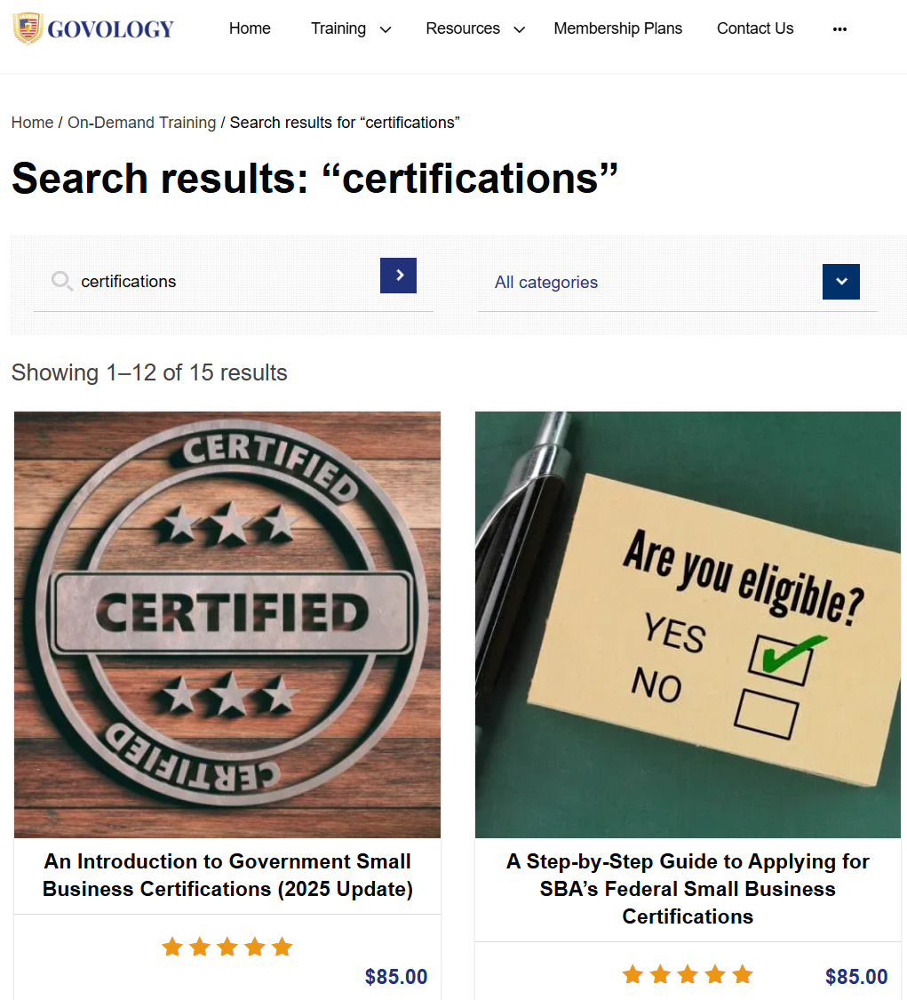 GOVOLOGY
Home
Training
Resources
Membership Plans
Contact Us
Home / On-Demand Training / Search results for “certifications”
Search results: “certifications”
certifications
All categories
Showing 1–12 of 15 results
CERTIFIED
CERTIFIED
CERTIFIED
Are you eligible?
YES
NO
An Introduction to Government Small
Business Certifications (2025 Update)
$85.00
A Step-by-Step Guide to Applying for
SBA’s Federal Small Business
Certifications
$85.00